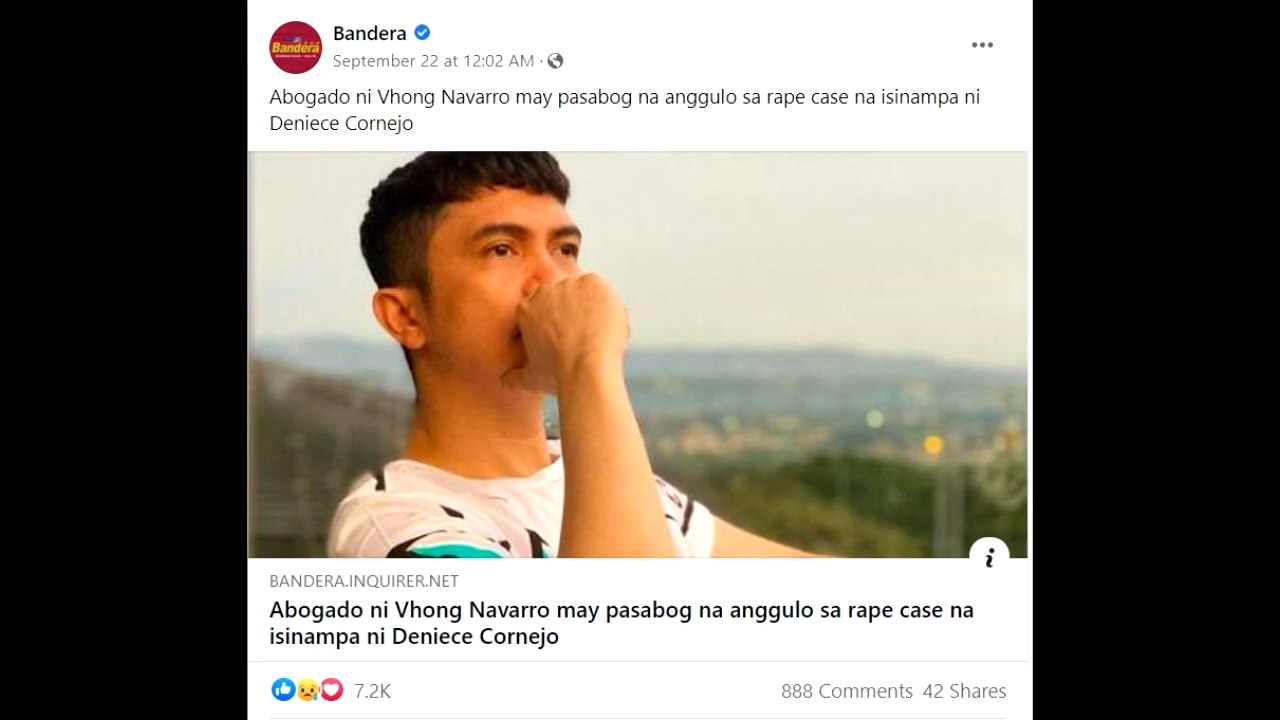 Bandera
Bandera
September 22 at 12:02 AM ·
Abogado ni Vhong Navarro may pasabog na anggulo sa rape case na isinampa ni
Deniece Cornejo
BANDERA.INQUIRER.NET
Abogado ni Vhong Navarro may pasabog na anggulo sa rape case na
isinampa ni Deniece Cornejo
7.2K
888 Comments 42 Shares